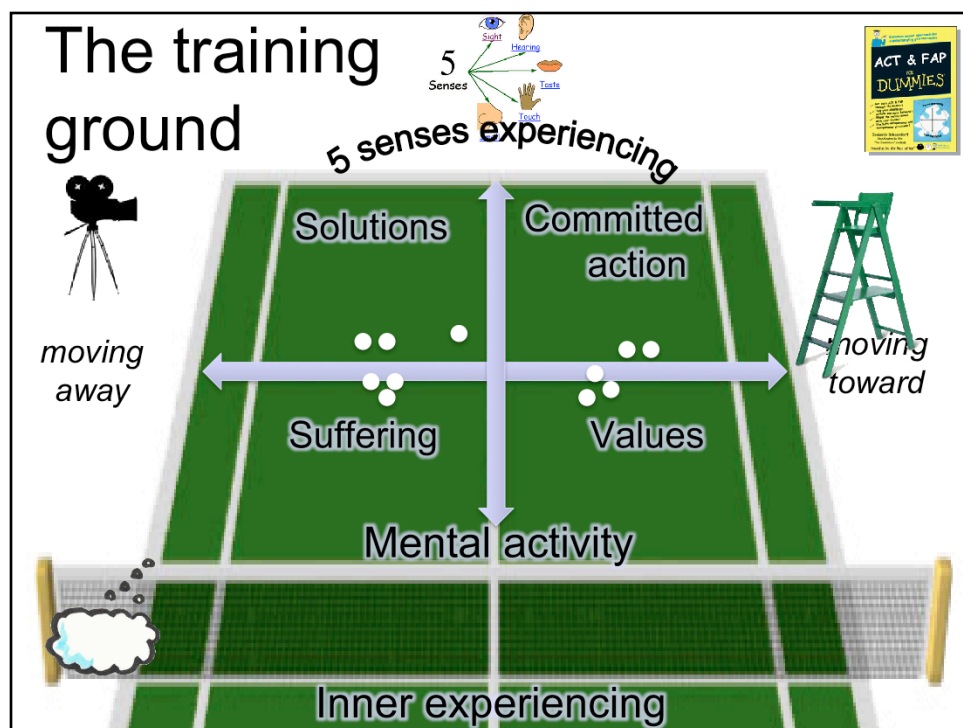 The training
ground
5
Senses
Sight
Hearing
Taste
Touch
5 senses experiencing
ACT & FAP
FOR
DUMMIES
Solutions
Committed
action
moving
away
moving
toward
Suffering
Values
Mental activity
Inner experiencing